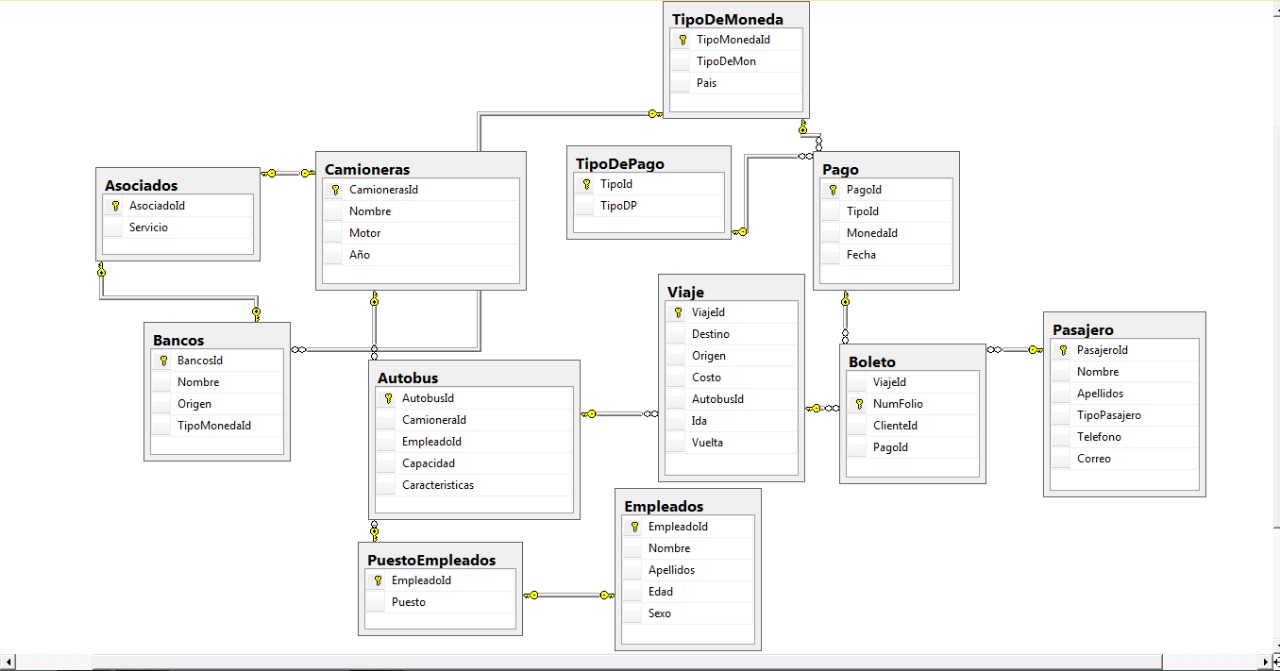 TipoDeMoneda
TipoMonedaId
TipoDeMon
Pais
Asociados
AsociadoId
Servicio
Camioneras
CamionerasId
Nombre
Motor
Año
TipoDePago
TipoId
TipoDP
Pago
PagoId
TipoId
MonedaId
Fecha
Bancos
BancosId
Nombre
Origen
TipoMonedaId
Autobus
AutobusId
CamioneraId
EmpleadoId
Capacidad
Caracteristicas
Viaje
ViajeId
Destino
Origen
Costo
AutobusId
Ida
Vuelta
Boleto
ViajeId
NumFolio
ClienteId
PagoId
Pasajero
PasajeroId
Nombre
Apellidos
TipoPasajero
Telefono
Correo
PuestoEmpleados
EmpleadoId
Puesto
Empleados
EmpleadoId
Nombre
Apellidos
Edad
Sexo